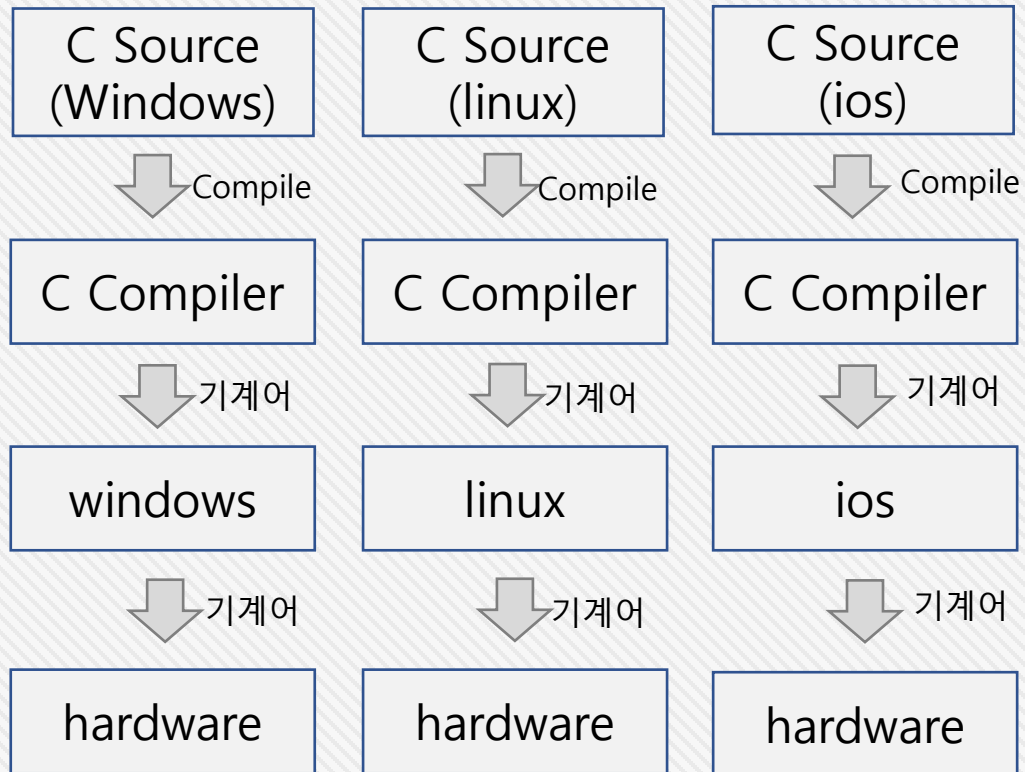 C Source
(Windows)
C Source
(linux)
C Source
(ios)
Compile
Compile
Compile
C Compiler
C Compiler
C Compiler
기계어
기계어
기계어
windows
linux
ios
기계어
기계어
기계어
hardware
hardware
hardware